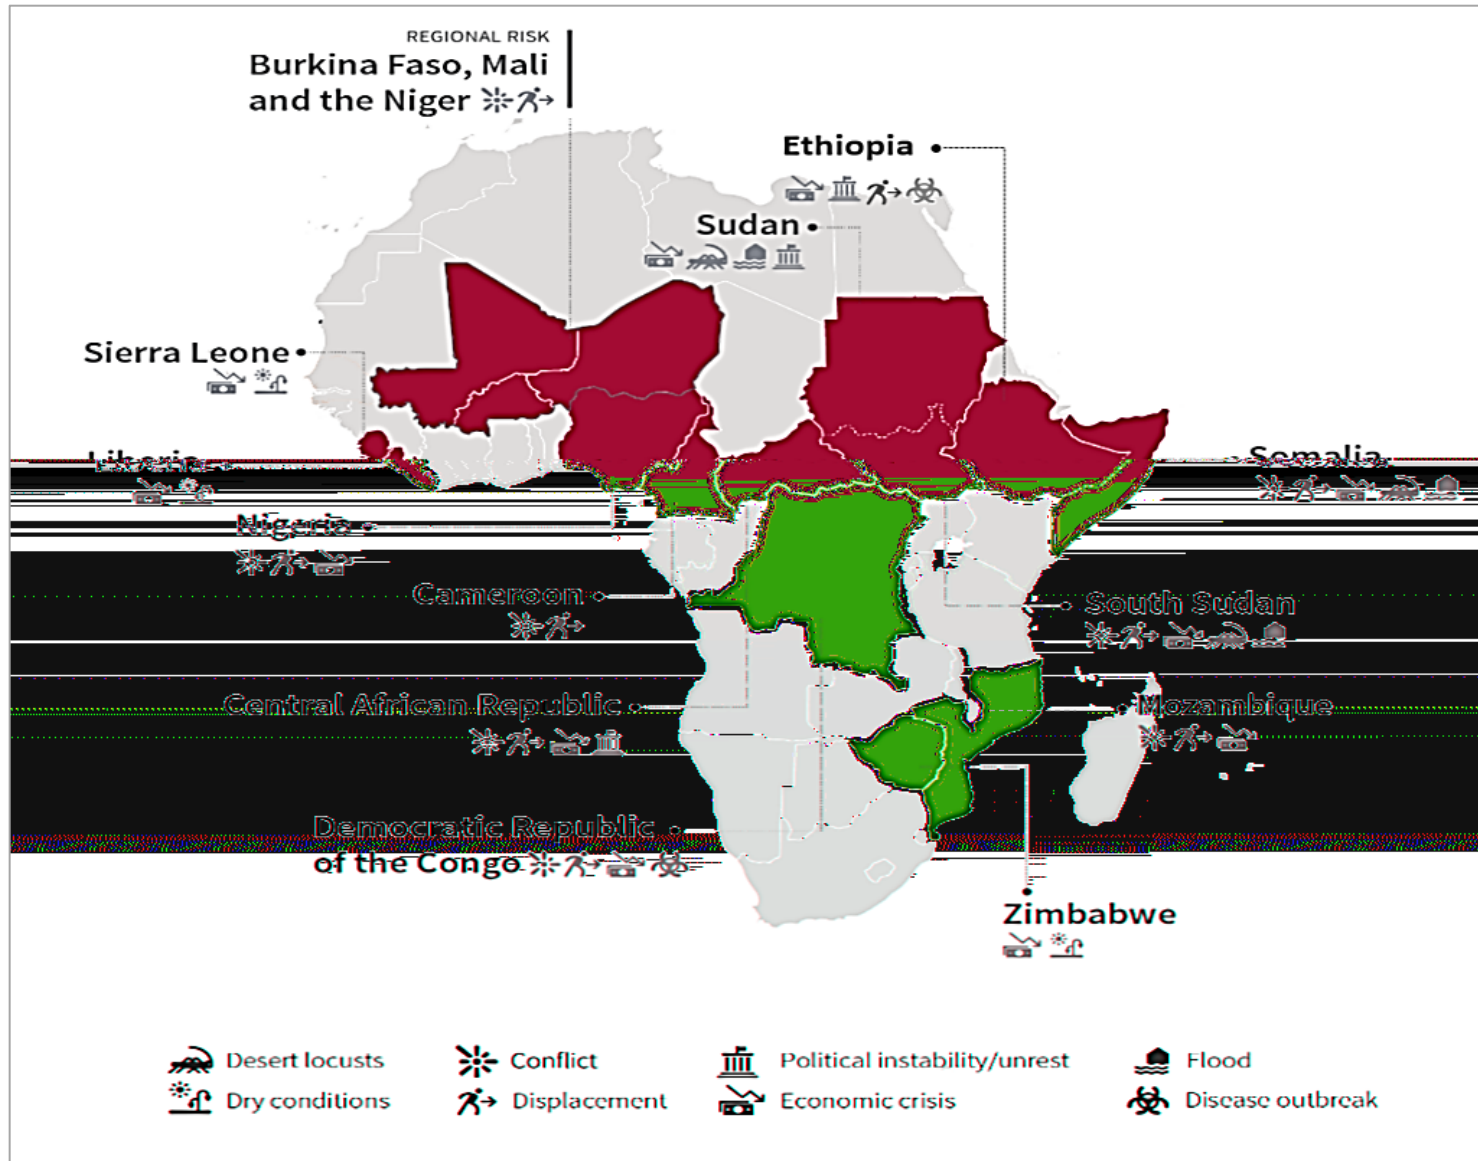 REGIONAL RISK
Burkina Faso, Mali
and the Niger
Ethiopia
Sudan
Sierra Leone
Liberia
Somalia
Nigeria
Cameroon
South Sudan
Central African Republic
Mozambique
Democratic Republic
of the Congo
Zimbabwe
Desert locusts
Conflict
Political instability/unrest
Flood
Dry conditions
Displacement
Economic crisis
Disease outbreak